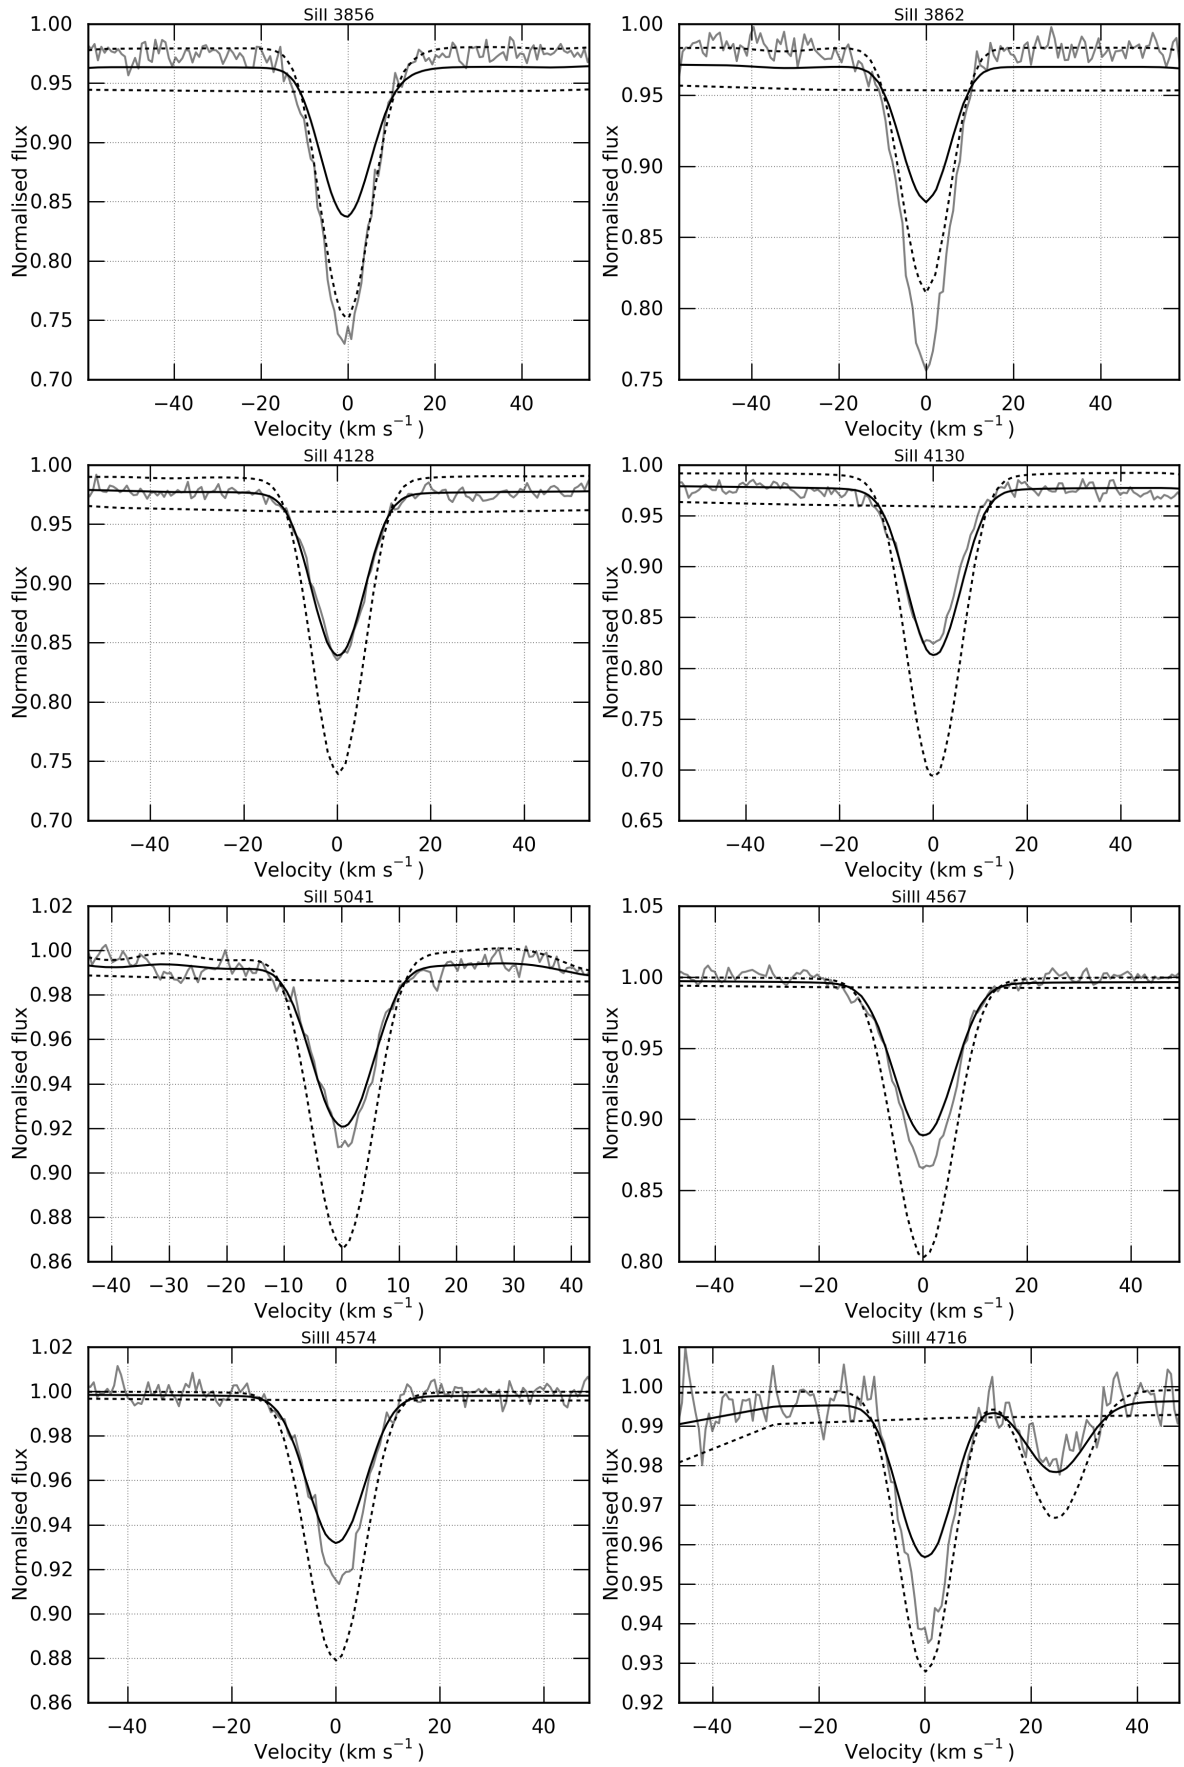 SiII 3856
Normalised flux
1.00
0.95
0.90
0.85
0.80
0.75
0.70
−40 −20 0 20 40
Velocity (km s−1)
SiII 3862
Normalised flux
1.00
0.95
0.90
0.85
0.80
0.75
−40 −20 0 20 40
Velocity (km s−1)
SiII 4128
Normalised flux
1.00
0.95
0.90
0.85
0.80
0.75
0.70
−40 −20 0 20 40
Velocity (km s−1)
SiII 4130
Normalised flux
1.00
0.95
0.90
0.85
0.80
0.75
0.70
0.65
−40 −20 0 20 40
Velocity (km s−1)
SiII 5041
Normalised flux
1.02
1.00
0.98
0.96
0.94
0.92
0.90
0.88
0.86
−40 −30 −20 −10 0 10 20 30 40
Velocity (km s−1)
SiIII 4567
Normalised flux
1.05
1.00
0.95
0.90
0.85
0.80
−40 −20 0 20 40
Velocity (km s−1)
SiIII 4574
Normalised flux
1.02
1.00
0.98
0.96
0.94
0.92
0.90
0.88
0.86
−40 −20 0 20 40
Velocity (km s−1)
SiIII 4716
Normalised flux
1.01
1.00
0.99
0.98
0.97
0.96
0.95
0.94
0.93
0.92
−40 −20 0 20 40
Velocity (km s−1)